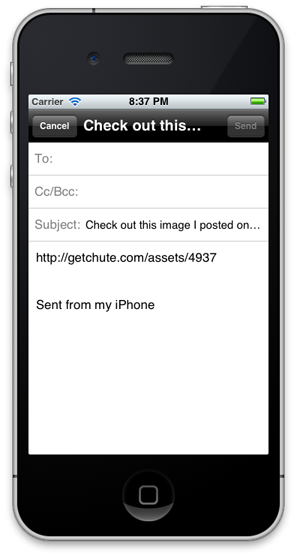 Carrier 8:37 PM
Cancel Check out this... Send
To:
Cc/Bcc:
Subject: Check out this image I posted on...
http://getchute.com/assets/4937
Sent from my iPhone